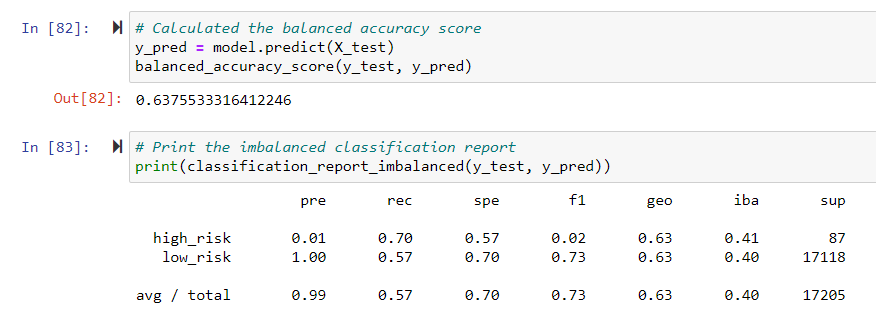 In [82]: # Calculated the balanced accuracy score
y_pred = model.predict(X_test)
balanced_accuracy_score(y_test, y_pred)
Out[82]: 0.6375533316412246
In [83]: # Print the imbalanced classification report
print(classification_report_imbalanced(y_test, y_pred))
pre rec spe f1 geo iba sup
high_risk 0.01 0.70 0.57 0.02 0.63 0.41 87
low_risk 1.00 0.57 0.70 0.73 0.63 0.40 17118
avg / total 0.99 0.57 0.70 0.73 0.63 0.40 17205